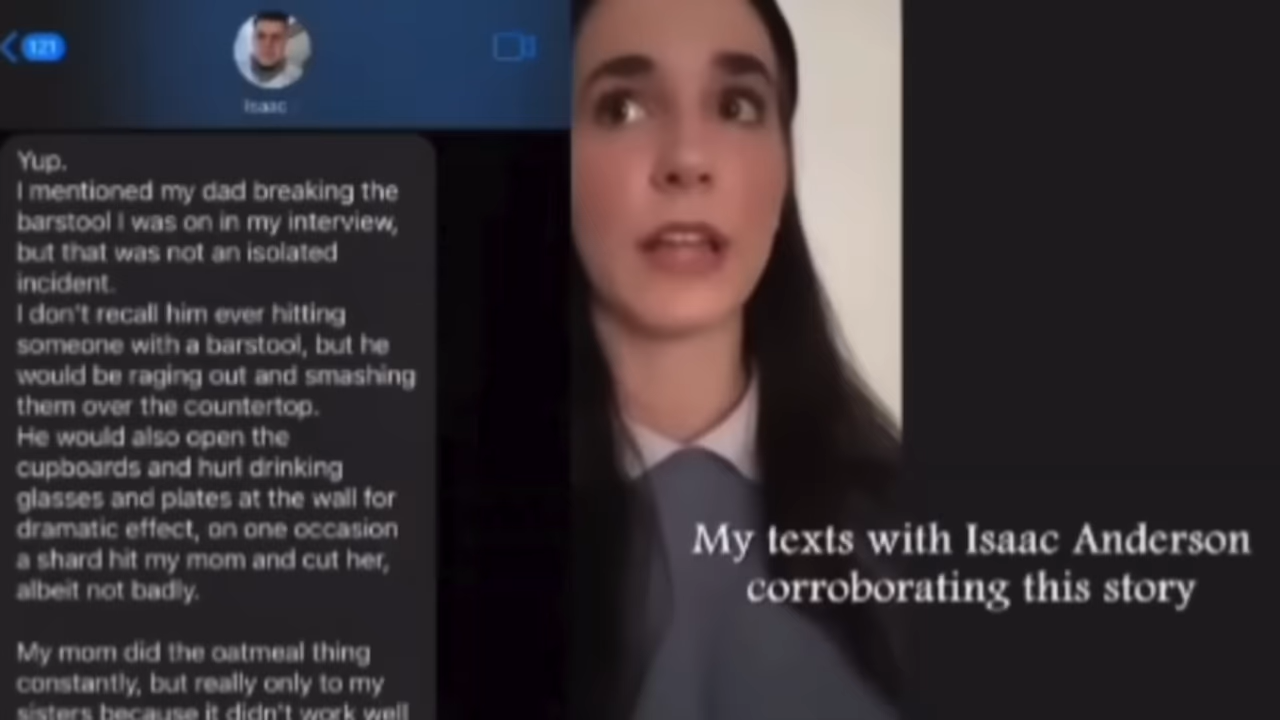 121
Isaac
Yup.
I mentioned my dad breaking the
barstool I was on in my interview,
but that was not an isolated
incident.
I don't recall him ever hitting
someone with a barstool, but he
would be raging out and smashing
them over the countertop.
He would also open the
cupboards and hurl drinking
glasses and plates at the wall for
dramatic effect, on one occasion
a shard hit my mom and cut her,
albeit not badly.
My mom did the oatmeal thing
constantly, but really only to my
sisters because it didn't work well
My texts with Isaac Anderson
corroborating this story